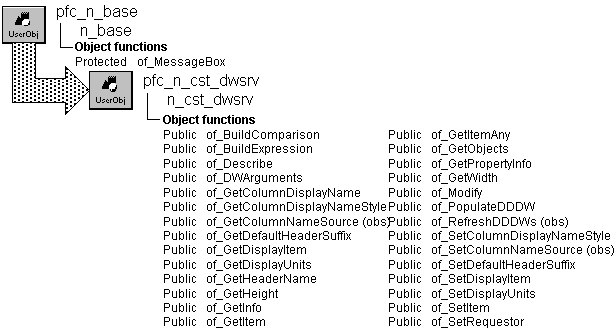 UserObj
pfc_n_base
n_base
Object functions
Protected of_MessageBox
UserObj
pfc_n_cst_dwsrv
n_cst_dwsrv
Object functions
Public of_BuildComparison Public of_GetItemAny
Public of_BuildExpression Public of_GetObjects
Public of_Describe Public of_GetPropertyInfo
Public of_DWArguments Public of_GetWidth
Public of_GetColumnDisplayName Public of_Modify
Public of_GetColumnDisplayNameStyle Public of_PopulateDDDW
Public of_GetColumnNameSource (obs) Public of_RefreshDDDWs (obs)
Public of_GetDefaultHeaderSuffix Public of_SetColumnDisplayNameStyle
Public of_GetDisplayItem Public of_SetColumnNameSource (obs)
Public of_GetDisplayUnits Public of_SetDefaultHeaderSuffix
Public of_GetHeaderName Public of_SetDisplayItem
Public of_GetHeight Public of_SetDisplayUnits
Public of_GetInfo Public of_SetItem
Public of_GetItem Public of_SetRequestor